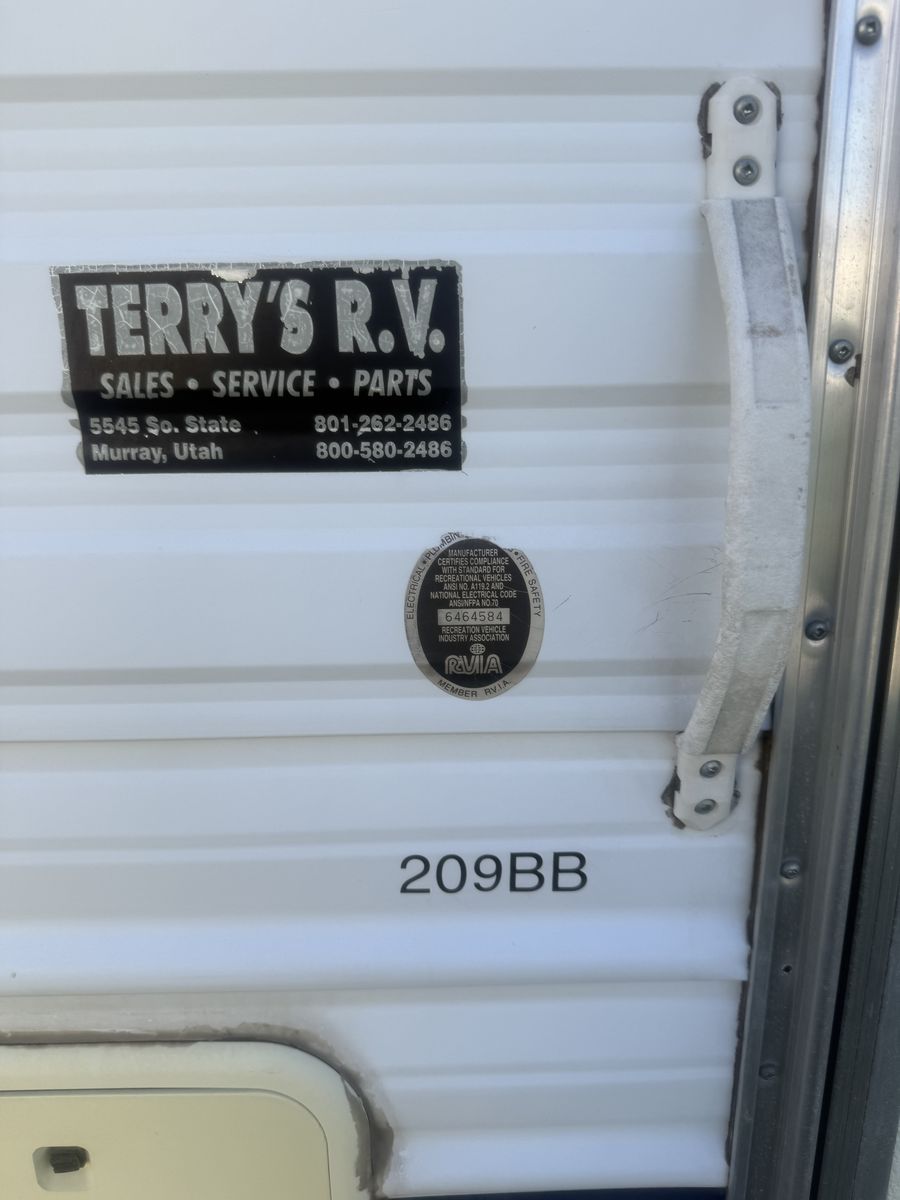 TERRY'S R.V.
SALES • SERVICE • PARTS
5545 So. State 801-262-2486
Murray, Utah 800-580-2486
ELECTRICAL • PLUMBING • FIRE SAFETY
MANUFACTURER
CERTIFIES COMPLIANCE
WITH STANDARD FOR
RECREATIONAL VEHICLES
ANSI NO. A119.2 AND
NATIONAL ELECTRICAL CODE
ANSI/NFPA NO.70
6464584
RECREATION VEHICLE
INDUSTRY ASSOCIATION
RVIA
MEMBER R.V.I.A.
209BB